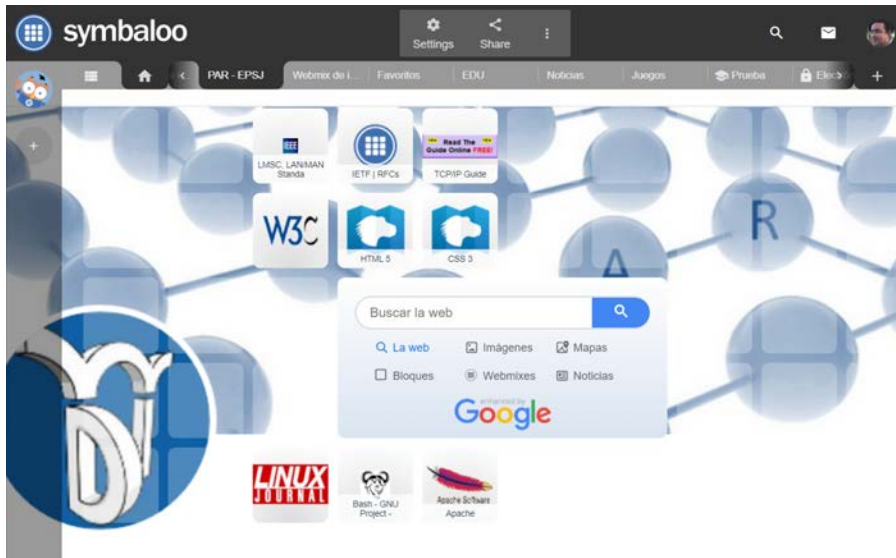 symbaloo
Settings
Share
PAR - EPSJ
Webmix de i...
Favoritos
EDU
Noticias
Juegos
Prueba
IEEE
LMSC, LAN/MAN
Standa
IETF | RFCs
Read The
Guide Online FREE!
TCP/IP Guide
W3C
HTML 5
CSS 3
A
R
Buscar la web
La web
Imágenes
Mapas
Bloques
Webmixes
Noticias
enhanced by
Google
LINUX
JOURNAL
Bash - GNU
Project -
Apache Software
Apache